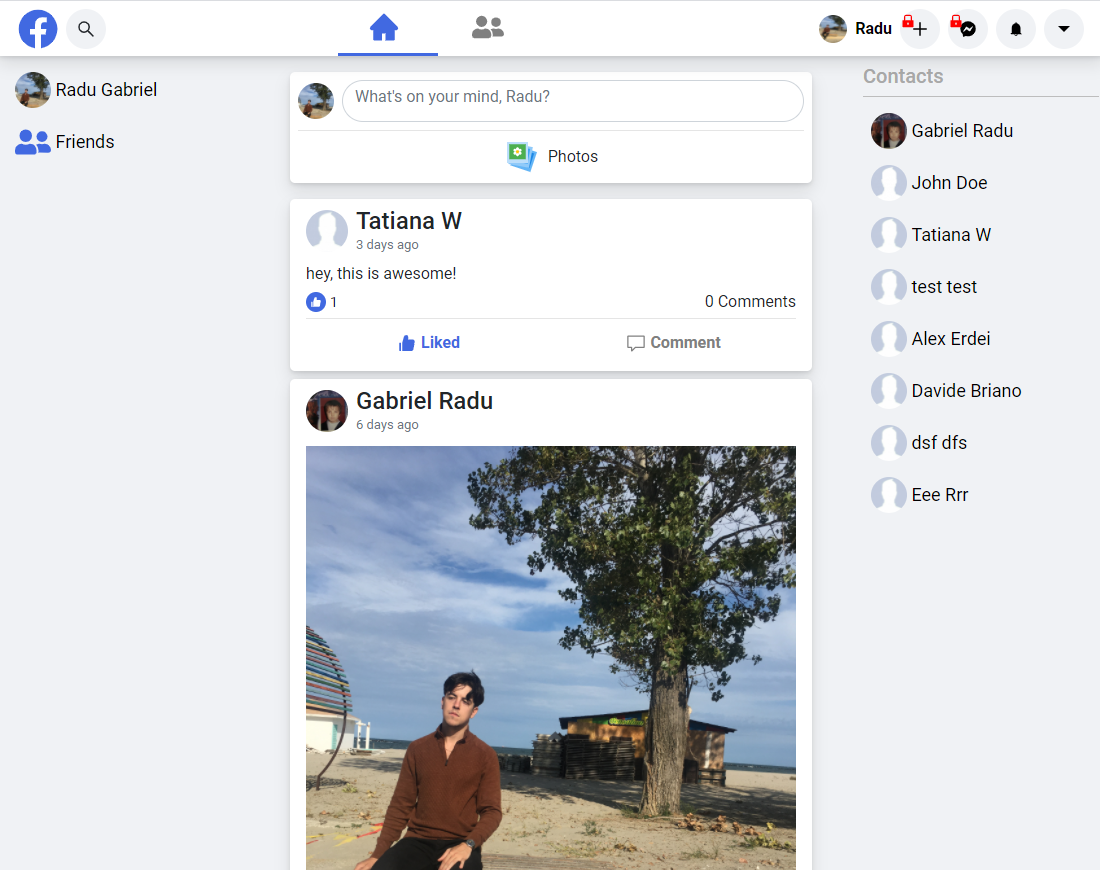 Radu
Radu Gabriel
Friends
What's on your mind, Radu?
Photos
Tatiana W
3 days ago
hey, this is awesome!
1
0 Comments
Liked
Comment
Gabriel Radu
6 days ago
Contacts
Gabriel Radu
John Doe
Tatiana W
test test
Alex Erdei
Davide Briano
dsf dfs
Eee Rrr